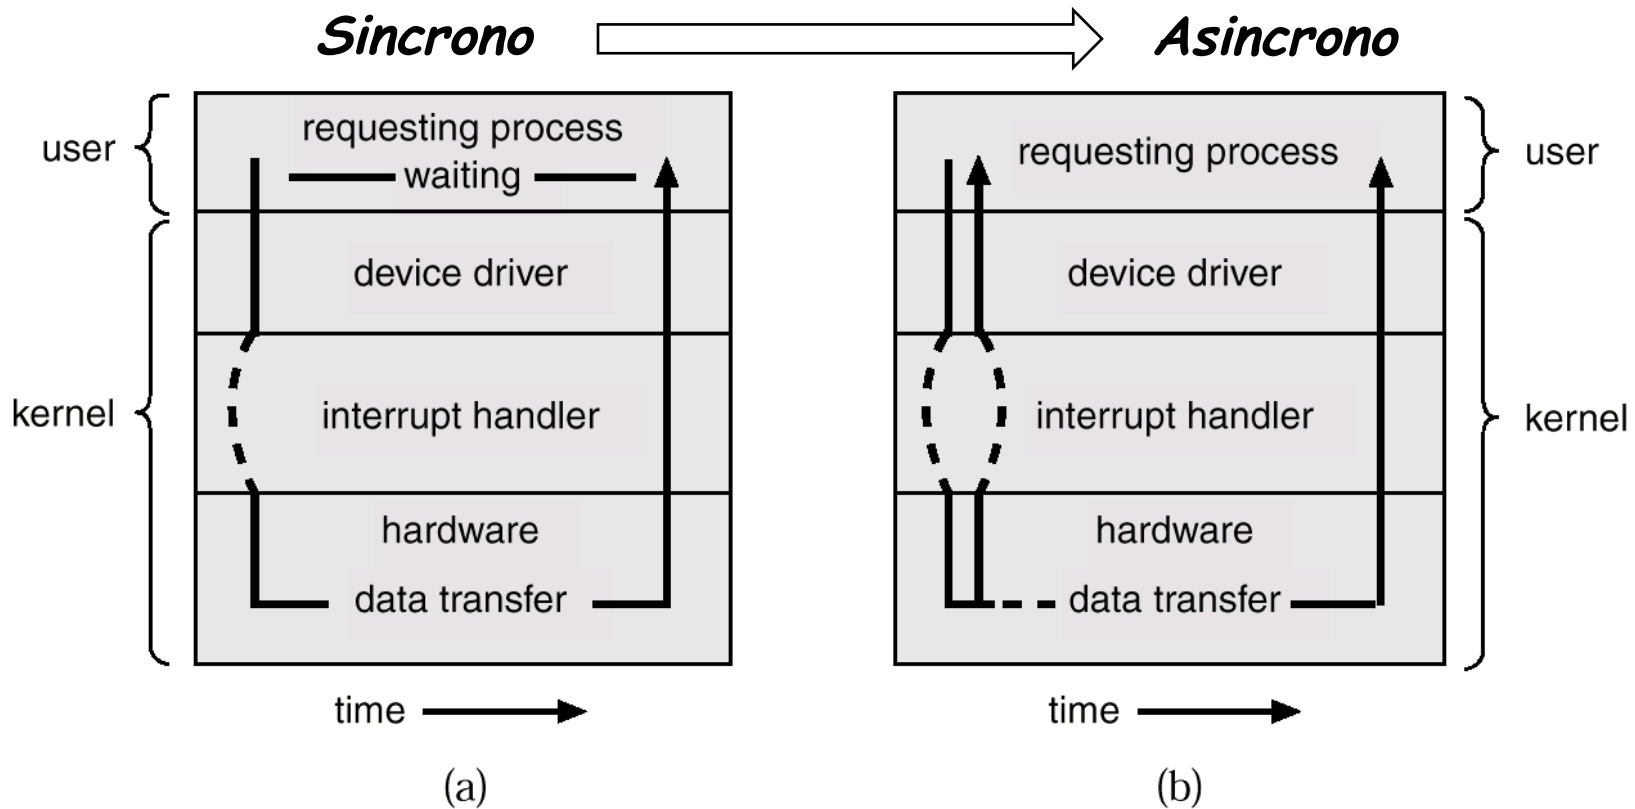 Sincrono
Asincrono
user
requesting process
waiting
device driver
kernel
interrupt handler
hardware
data transfer
time
(a)
requesting process
user
device driver
interrupt handler
kernel
hardware
data transfer
time
(b)